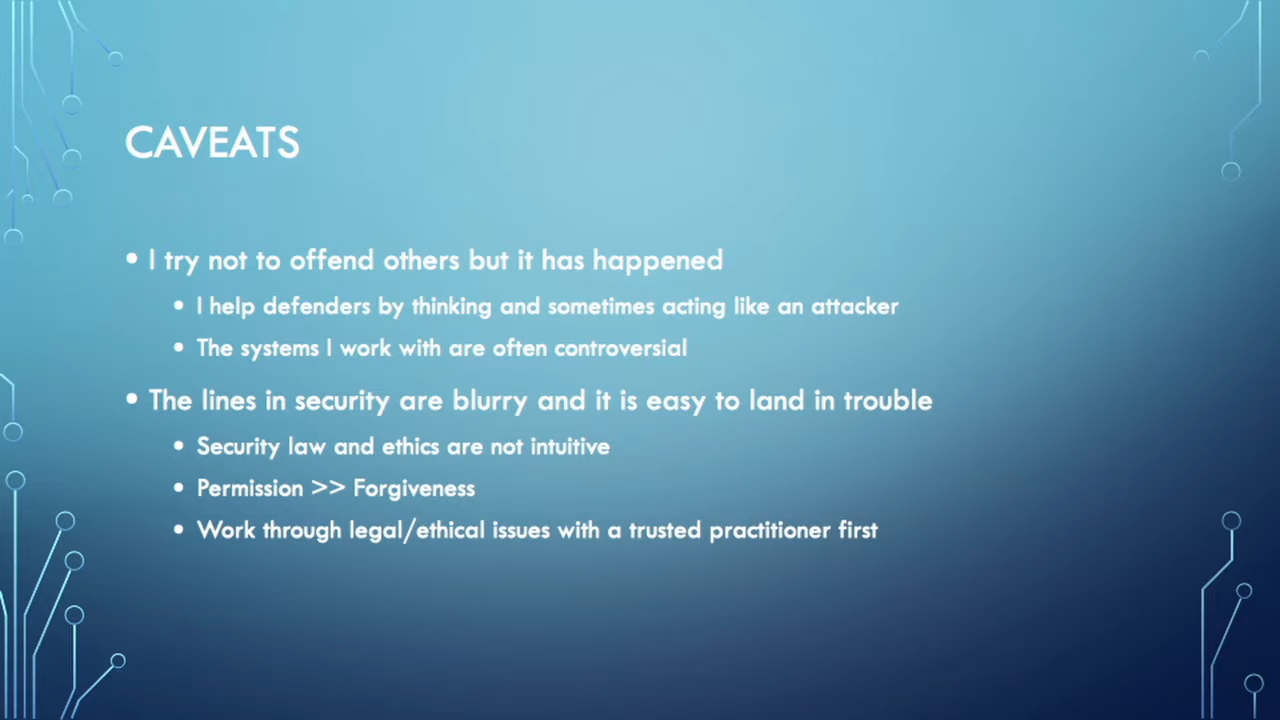 CAVEATS
• I try not to offend others but it has happened
• I help defenders by thinking and sometimes acting like an attacker
• The systems I work with are often controversial
• The lines in security are blurry and it is easy to land in trouble
• Security law and ethics are not intuitive
• Permission >> Forgiveness
• Work through legal/ethical issues with a trusted practitioner first